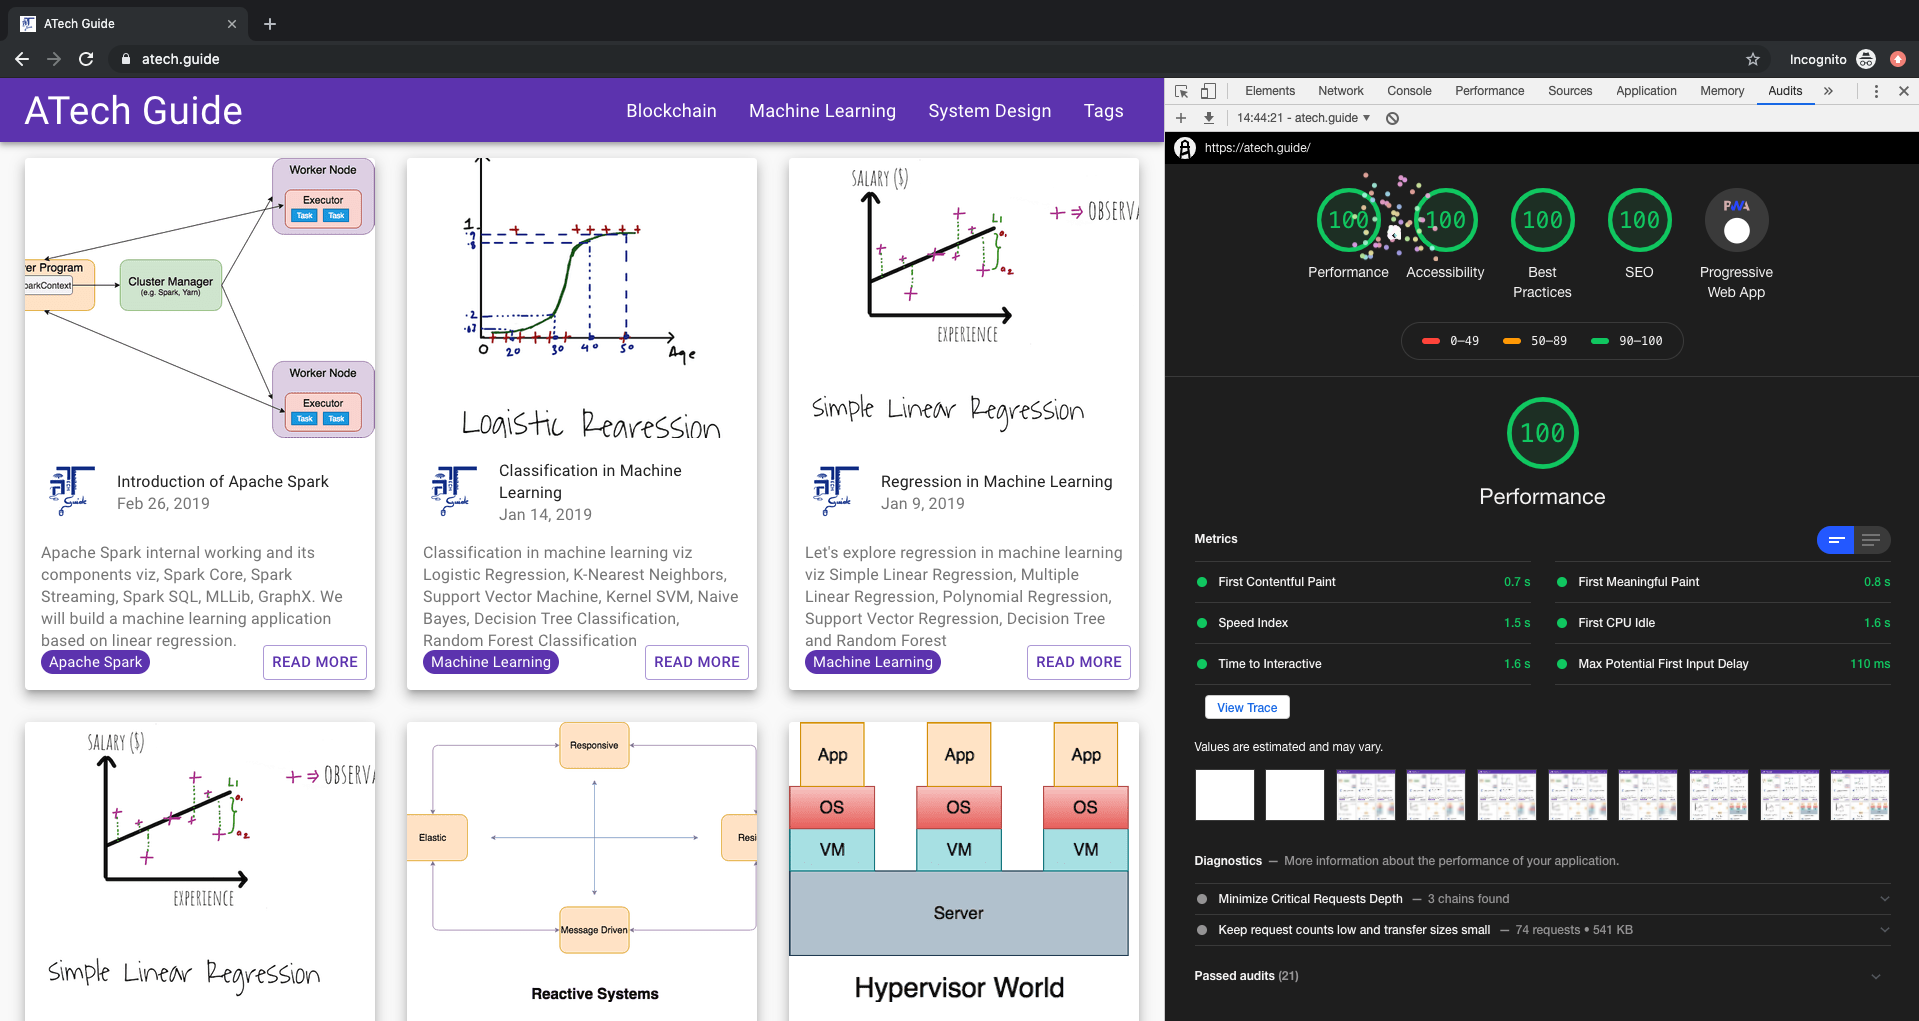 ATech Guide
atech.guide
Incognito
ATech Guide
Blockchain
Machine Learning
System Design
Tags
Worker Node
Executor
Task Task
er Program
parkContext
Cluster Manager
(e.g. Spark, Yarn)
Worker Node
Executor
Task Task
Introduction of Apache Spark
Feb 26, 2019
Apache Spark internal working and its
components viz, Spark Core, Spark
Streaming, Spark SQL, MLLib, GraphX. We
will build a machine learning application
based on linear regression.
Apache Spark
READ MORE
1
0 20 30 40 50 Age
Logistic Regression
Classification in Machine
Learning
Jan 14, 2019
Classification in machine learning viz
Logistic Regression, K-Nearest Neighbors,
Support Vector Machine, Kernel SVM, Naive
Bayes, Decision Tree Classification,
Random Forest Classification
Machine Learning
READ MORE
SALARY ($)
+ ⇒ OBSERVA
L1
EXPERIENCE
Simple Linear Regression
Regression in Machine Learning
Jan 9, 2019
Let's explore regression in machine learning
viz Simple Linear Regression, Multiple
Linear Regression, Polynomial Regression,
Support Vector Regression, Decision Tree
and Random Forest
Machine Learning
READ MORE
SALARY ($)
+ ⇒ OBSERVA
L1
EXPERIENCE
Simple Linear Regression
Responsive
Elastic
Resi
Message Driven
Reactive Systems
App App App
OS OS OS
VM VM VM
Server
Hypervisor World
Elements Network Console Performance Sources Application Memory Audits
14:44:21 - atech.guide
https://atech.guide/
100 100 100 100 PWA
Performance
Accessibility
Best
Practices
SEO
Progressive
Web App
0–49 50–89 90–100
100
Performance
Metrics
First Contentful Paint 0.7 s
First Meaningful Paint 0.8 s
Speed Index 1.5 s
First CPU Idle 1.6 s
Time to Interactive 1.6 s
Max Potential First Input Delay 110 ms
View Trace
Values are estimated and may vary.
Diagnostics — More information about the performance of your application.
Minimize Critical Requests Depth — 3 chains found
Keep request counts low and transfer sizes small — 74 requests • 541 KB
Passed audits (21)